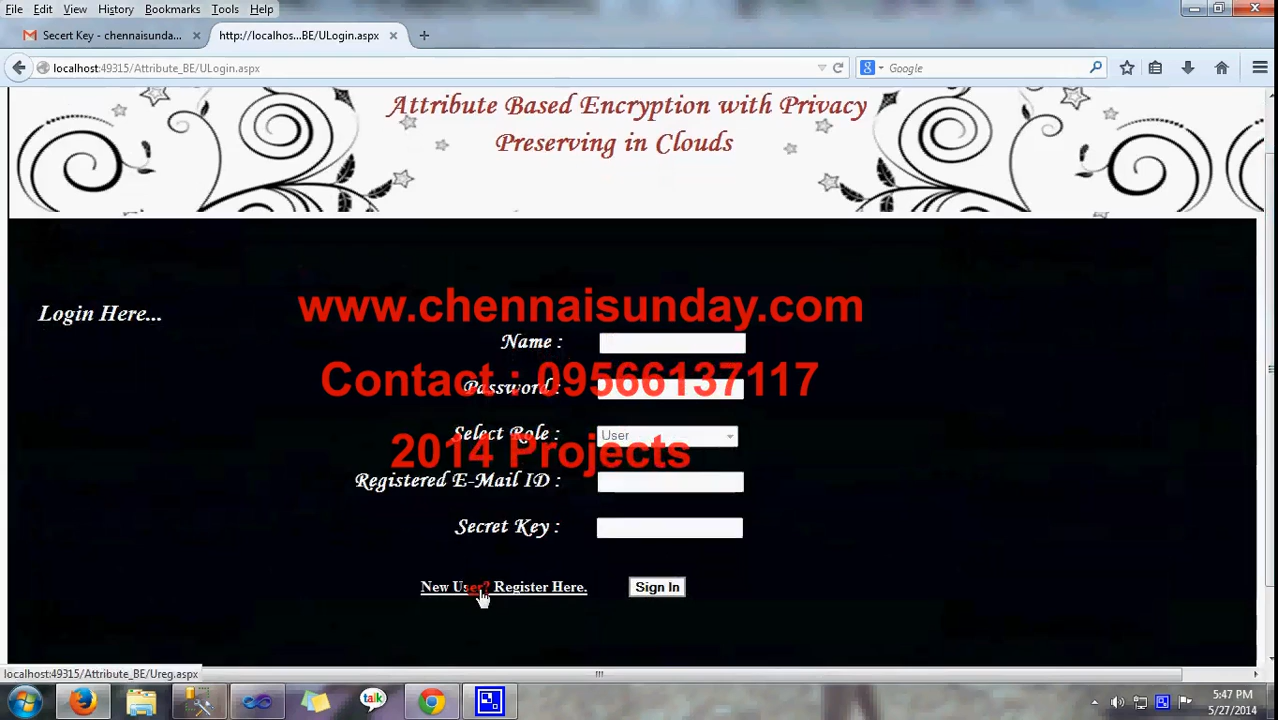 File Edit View History Bookmarks Tools Help
Secert Key - chennaisunda... http://localhos...BE/ULogin.aspx
localhost:49315/Attribute_BE/ULogin.aspx Google
Attribute Based Encryption with Privacy
Preserving in Clouds
www.chennaisunday.com
Login Here...
Name :
Contact : 09566137117
Password :
Select Role : User
2014 Projects
Registered E-Mail ID :
Secret Key :
New User? Register Here. Sign In
localhost:49315/Attribute_BE/Ureg.aspx
talk
5:47 PM
5/27/2014